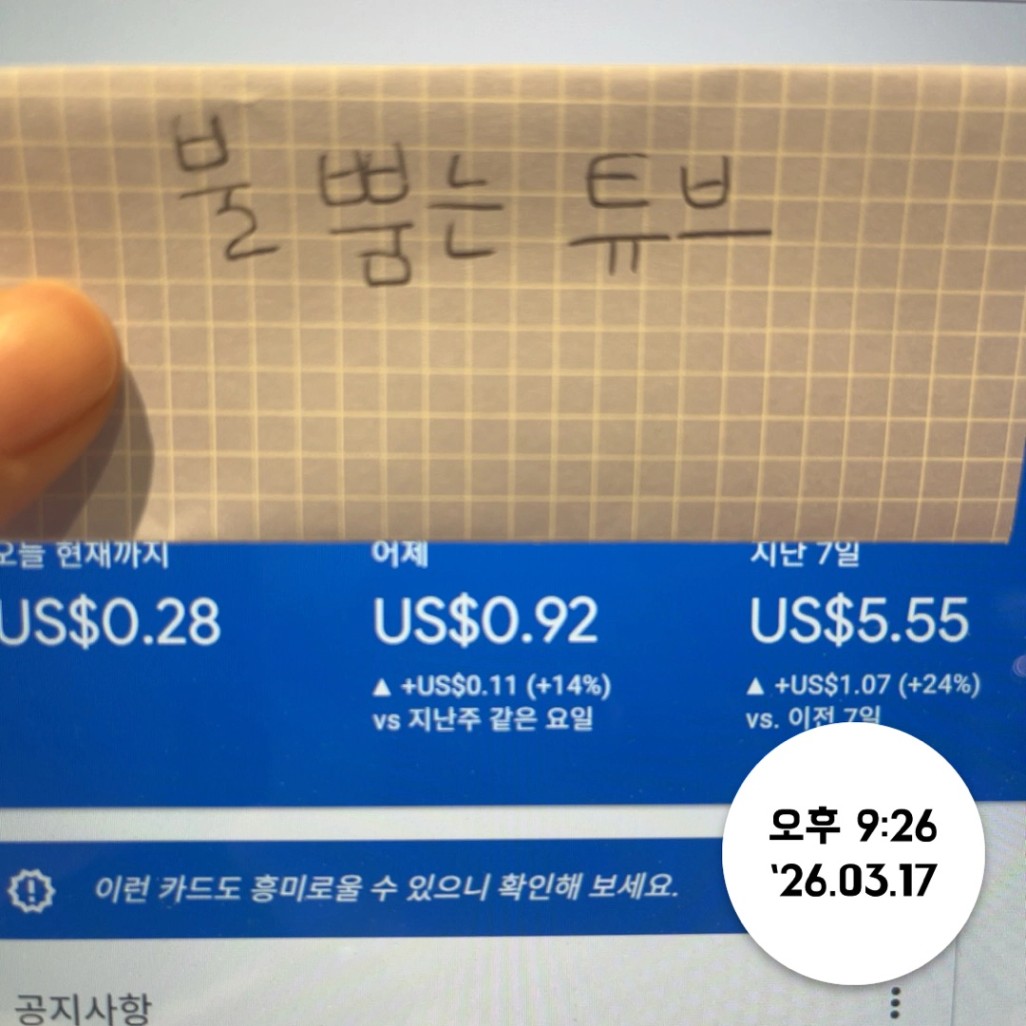 불 뿜는 튜브
오늘 현재까지
US$0.28
어제
US$0.92
▲ +US$0.11 (+14%)
vs 지난주 같은 요일
지난 7일
US$5.55
▲ +US$1.07 (+24%)
vs. 이전 7일
오후 9:26
'26.03.17
이런 카드도 흥미로울 수 있으니 확인해 보세요.
공지사항